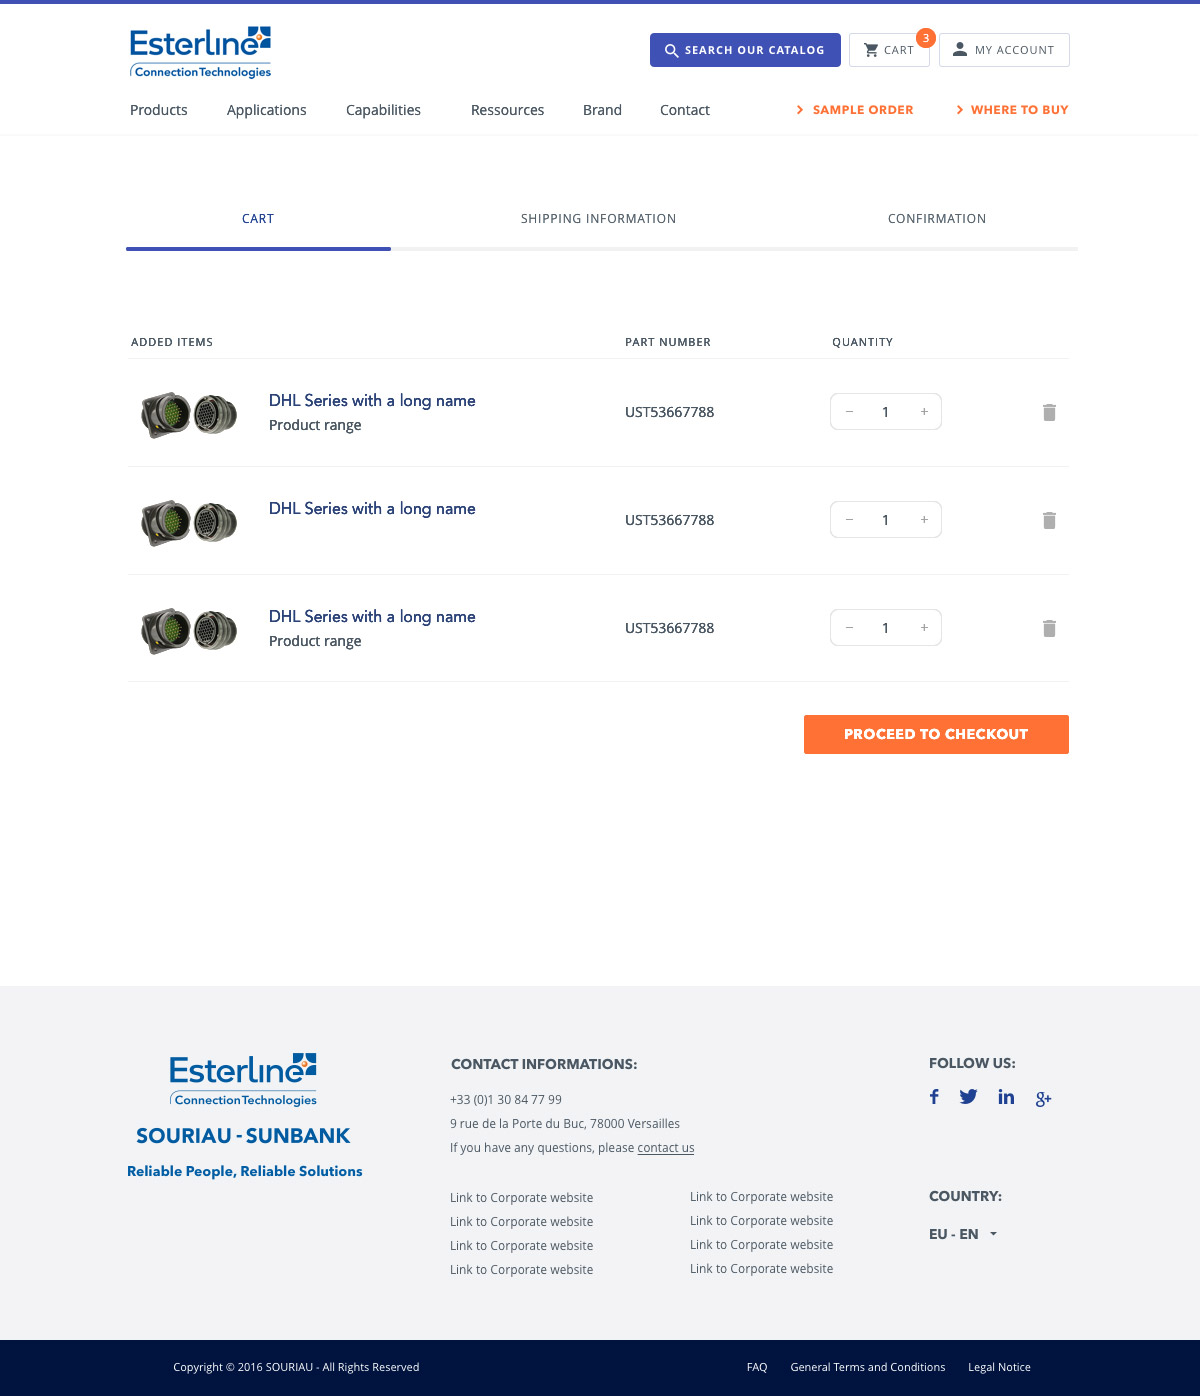 Esterline
Connection Technologies
SEARCH OUR CATALOG
CART
3
MY ACCOUNT
Products
Applications
Capabilities
Ressources
Brand
Contact
SAMPLE ORDER
WHERE TO BUY
CART
SHIPPING INFORMATION
CONFIRMATION
ADDED ITEMS
PART NUMBER
QUANTITY
DHL Series with a long name
Product range
UST53667788
− 1 +
DHL Series with a long name
UST53667788
− 1 +
DHL Series with a long name
Product range
UST53667788
− 1 +
PROCEED TO CHECKOUT
Esterline
Connection Technologies
SOURIAU - SUNBANK
Reliable People, Reliable Solutions
CONTACT INFORMATIONS:
+33 (0)1 30 84 77 99
9 rue de la Porte du Buc, 78000 Versailles
If you have any questions, please contact us
Link to Corporate website
Link to Corporate website
Link to Corporate website
Link to Corporate website
Link to Corporate website
Link to Corporate website
Link to Corporate website
Link to Corporate website
FOLLOW US:
f
in
g+
COUNTRY:
EU - EN
Copyright © 2016 SOURIAU - All Rights Reserved
FAQ
General Terms and Conditions
Legal Notice